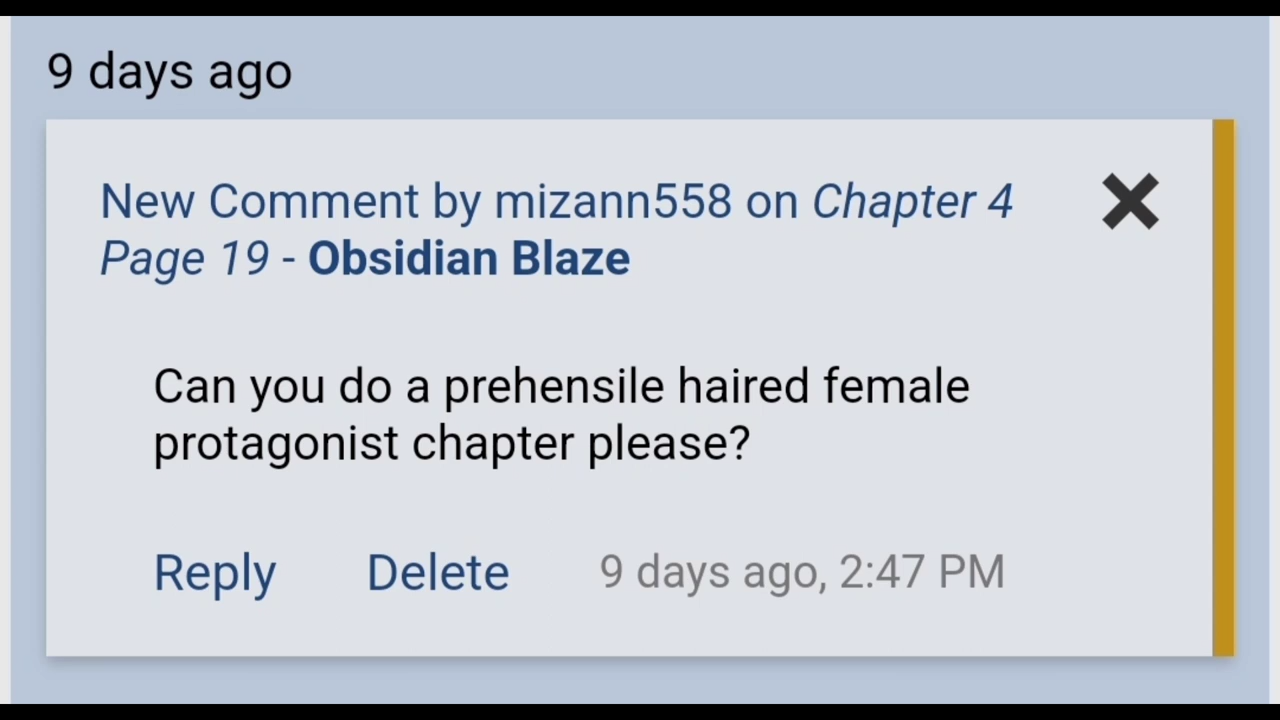 9 days ago
New Comment by mizann558 on Chapter 4
Page 19 - Obsidian Blaze
Can you do a prehensile haired female
protagonist chapter please?
Reply Delete 9 days ago, 2:47 PM